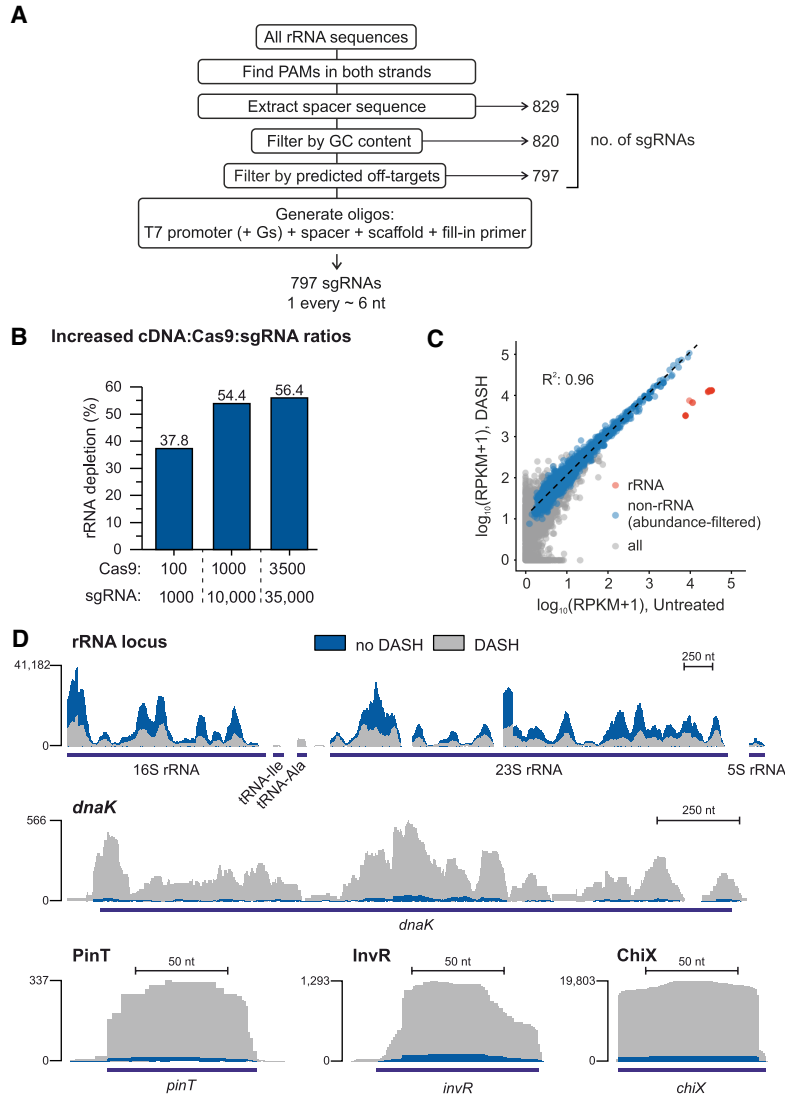 A
All rRNA sequences
Find PAMs in both strands
Extract spacer sequence
829
Filter by GC content
820
no. of sgRNAs
Filter by predicted off-targets
797
Generate oligos:
T7 promoter (+ Gs) + spacer + scaffold + fill-in primer
797 sgRNAs
1 every ~ 6 nt
B
Increased cDNA:Cas9:sgRNA ratios
rRNA depletion (%)
60
50
40
30
20
10
0
37.8
54.4
56.4
Cas9: 100 1000 3500
sgRNA: 1000 10,000 35,000
C
log10(RPKM+1), DASH
5
4
3
2
1
0
R²: 0.96
rRNA
non-rRNA
(abundance-filtered)
all
0 1 2 3 4 5
log10(RPKM+1), Untreated
D
rRNA locus
no DASH
DASH
250 nt
41,182
0
16S rRNA
tRNA-Ile
tRNA-Ala
23S rRNA
5S rRNA
dnaK
566
250 nt
0
dnaK
PinT
50 nt
337
0
pinT
InvR
50 nt
1,293
0
invR
ChiX
50 nt
19,803
0
chiX